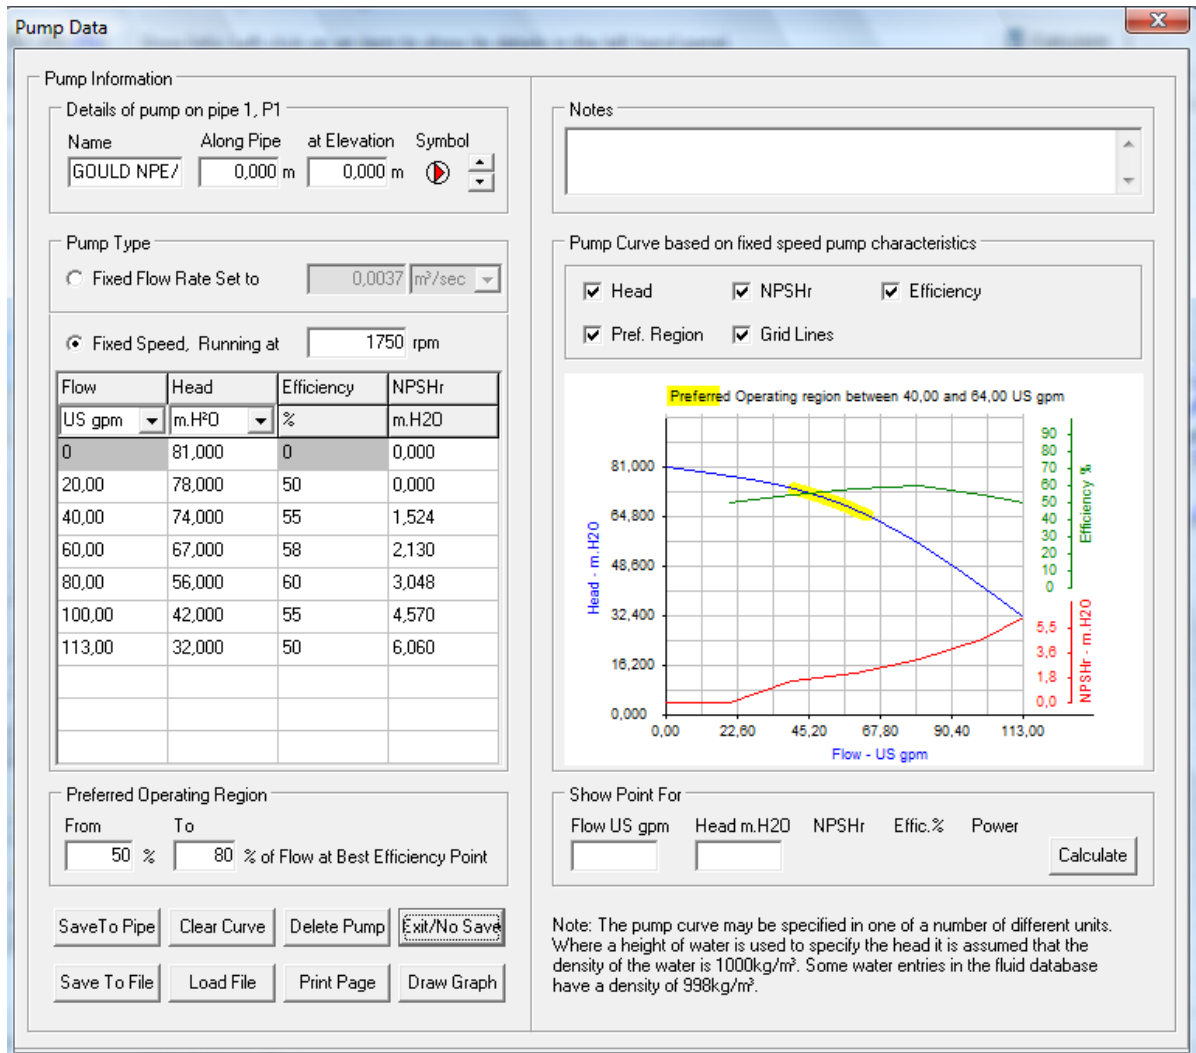 Pump Data
Pump Information
Details of pump on pipe 1, P1
Name Along Pipe at Elevation Symbol
GOULD NPE/ 0,000 m 0,000 m
Pump Type
Fixed Flow Rate Set to 0,0037 m³/sec
Fixed Speed, Running at 1750 rpm
Flow Head Efficiency NPSHr
US gpm m.H²O % m.H2O
0 81,000 0 0,000
20,00 78,000 50 0,000
40,00 74,000 55 1,524
60,00 67,000 58 2,130
80,00 56,000 60 3,048
100,00 42,000 55 4,570
113,00 32,000 50 6,060
Preferred Operating Region
From To
50 % 80 % of Flow at Best Efficiency Point
SaveTo Pipe Clear Curve Delete Pump Exit/No Save
Save To File Load File Print Page Draw Graph
Notes
Pump Curve based on fixed speed pump characteristics
Head NPSHr Efficiency
Pref. Region Grid Lines
Preferred Operating region between 40,00 and 64,00 US gpm
81,000
64,800
48,600
32,400
16,200
0,000
Head - m.H2O
90
80
70
60
50
40
30
20
10
0
Efficiency %
5,5
3,6
1,8
0,0
NPSHr - m.H2O
0,00 22,60 45,20 67,80 90,40 113,00
Flow - US gpm
Show Point For
Flow US gpm Head m.H2O NPSHr Effic.% Power
Calculate
Note: The pump curve may be specified in one of a number of different units.
Where a height of water is used to specify the head it is assumed that the
density of the water is 1000kg/m³. Some water entries in the fluid database
have a density of 998kg/m³.